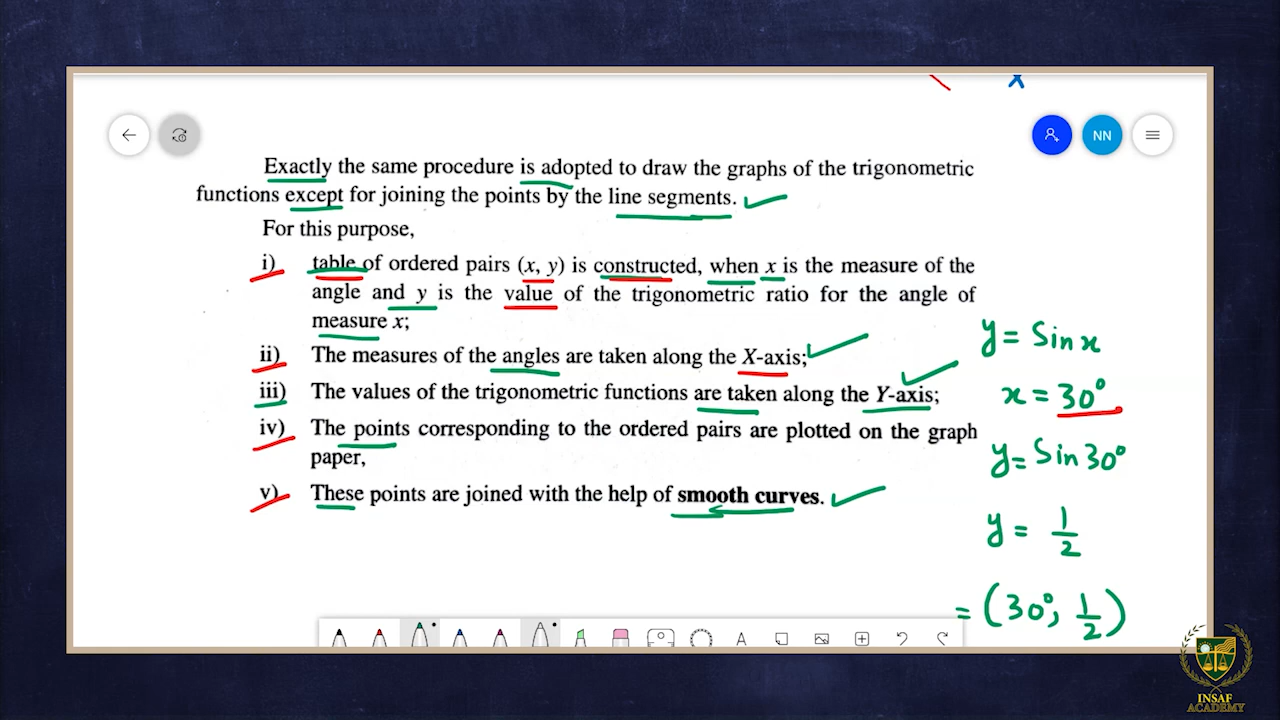 x
NN
Exactly the same procedure is adopted to draw the graphs of the trigonometric
functions except for joining the points by the line segments.
For this purpose,
i) table of ordered pairs (x, y) is constructed, when x is the measure of the
angle and y is the value of the trigonometric ratio for the angle of
measure x;
ii) The measures of the angles are taken along the X-axis;
iii) The values of the trigonometric functions are taken along the Y-axis;
iv) The points corresponding to the ordered pairs are plotted on the graph
paper,
v) These points are joined with the help of smooth curves.
y = Sin x
x = 30°
y = Sin 30°
y = 1/2
= (30°, 1/2)
A
INSAF
ACADEMY